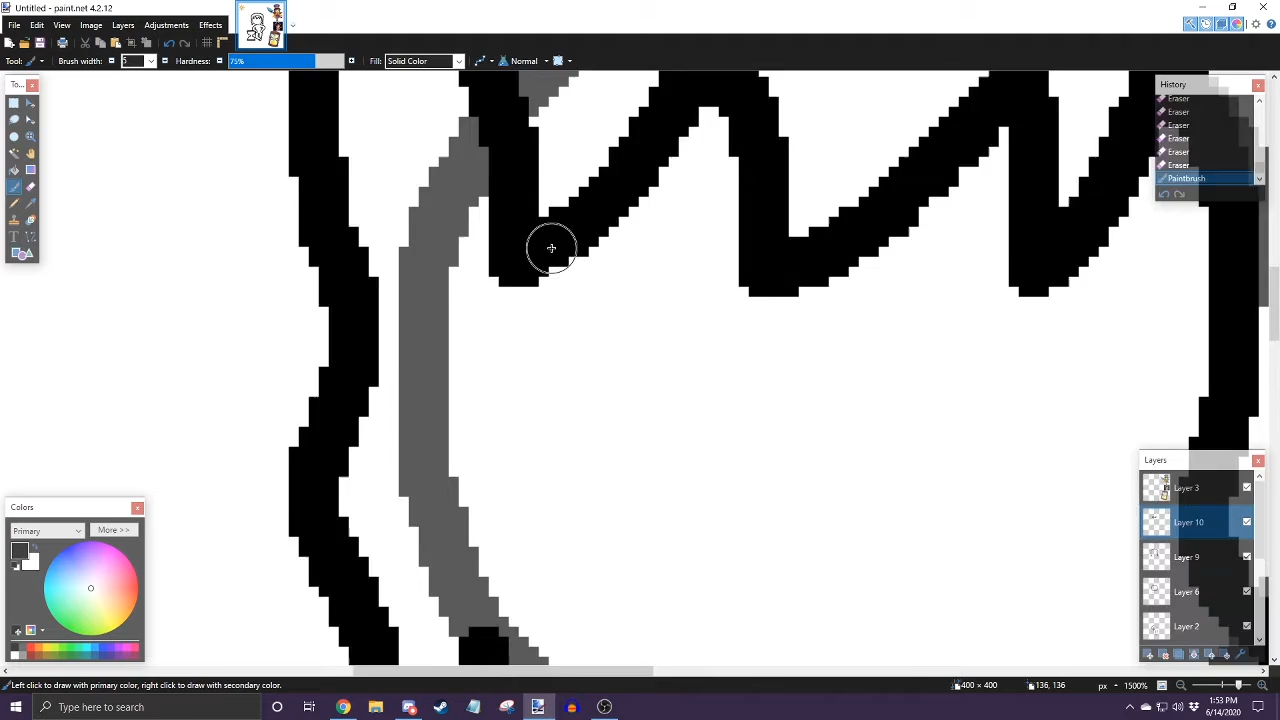 Untitled - paint.net 4.2.12
File Edit View Image Layers Adjustments Effects
Tool Brush width: 5 Hardness: 75% Fill: Solid Color Normal
To...
History
Eraser
Eraser
Eraser
Eraser
Eraser
Eraser
Paintbrush
Layers
Layer 3
Layer 10
Layer 9
Layer 6
Layer 2
Colors
Primary More >>
Left click to draw with primary color, right click to draw with secondary color. 400 × 400 136, 136 px 1500%
Type here to search
1:53 PM
6/14/2020